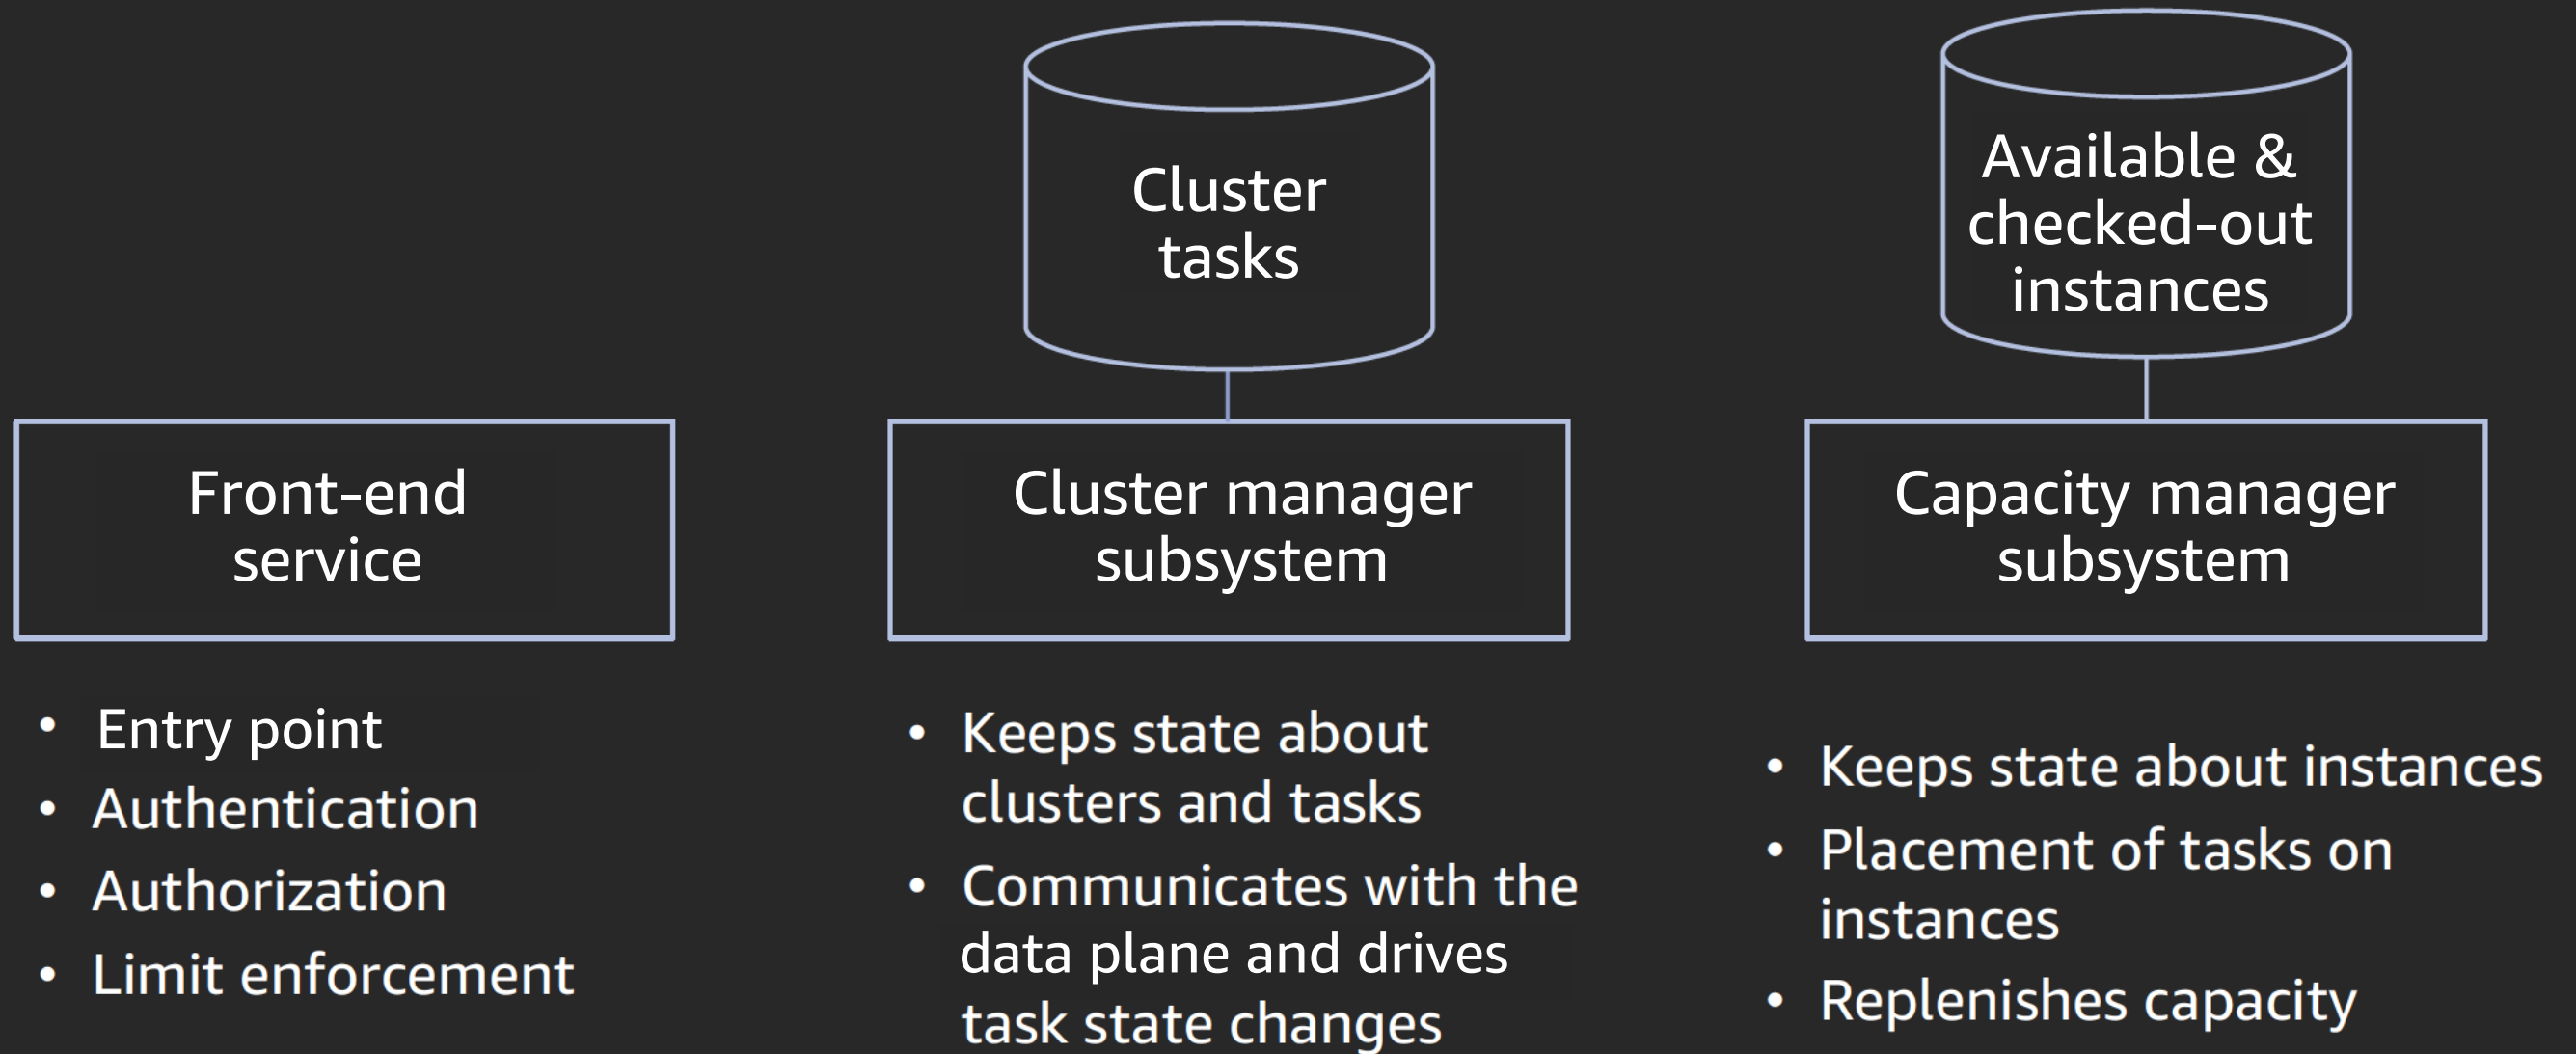 Cluster
tasks
Available &
checked-out
instances
Front-end
service
Cluster manager
subsystem
Capacity manager
subsystem
• Entry point
• Authentication
• Authorization
• Limit enforcement
• Keeps state about
clusters and tasks
• Communicates with the
data plane and drives
task state changes
• Keeps state about instances
• Placement of tasks on
instances
• Replenishes capacity